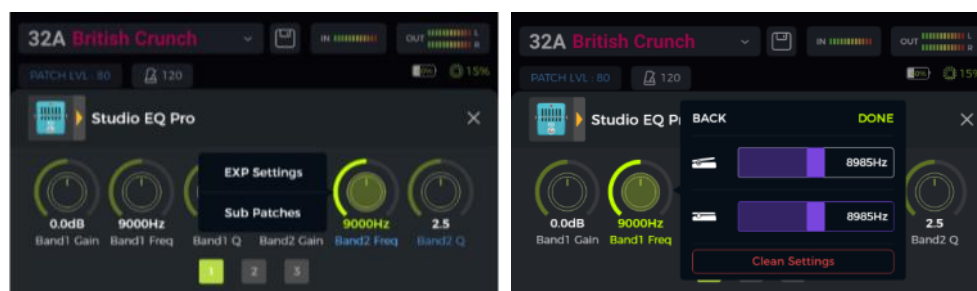 32A British Crunch
IN
OUT
L
R
PATCH LVL : 80
120
0%
15%
Studio EQ Pro
EXP Settings
Sub Patches
0.0dB
9000Hz
9000Hz
2.5
Band1 Gain
Band1 Freq
Band1 Q
Band2 Gain
Band2 Freq
Band2 Q
1
2
3
32A British Crunch
IN
OUT
L
R
PATCH LVL : 80
120
0%
15%
Studio EQ P
BACK
DONE
8985Hz
8985Hz
0.0dB
9000Hz
2.5
Band1 Gain
Band1 Freq
Band2 Q
Clean Settings